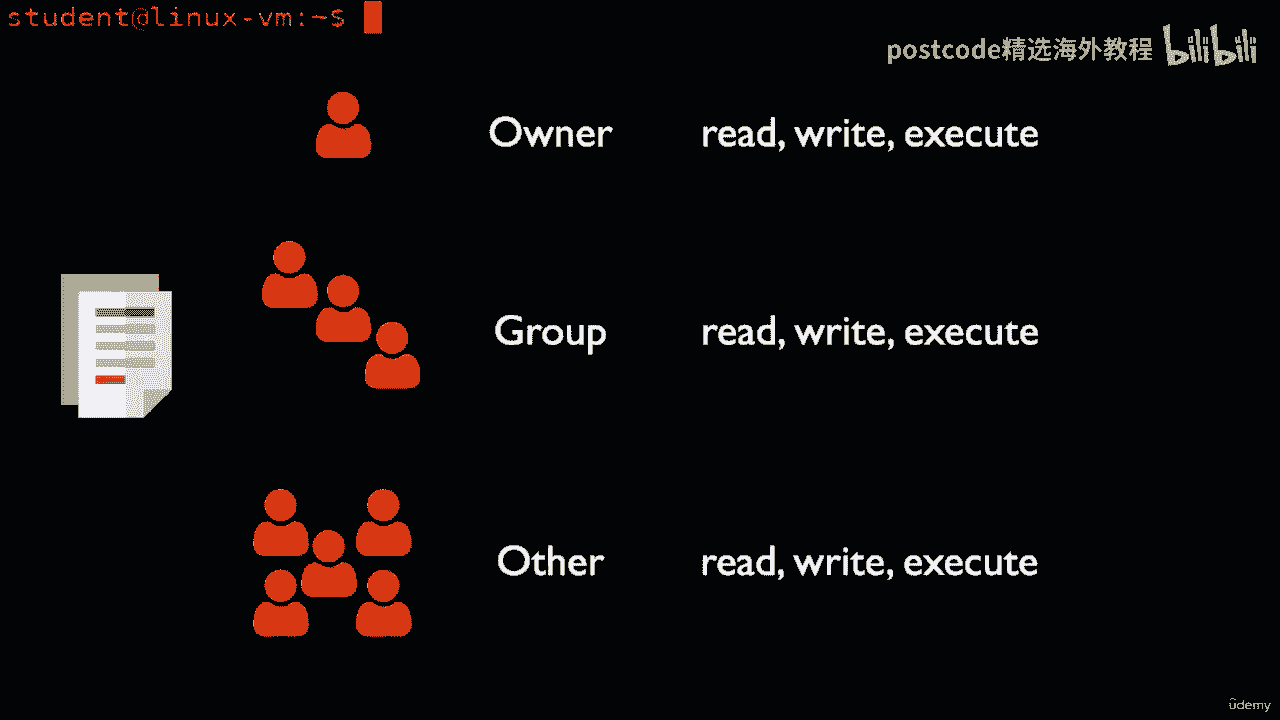 student@linux-vm:~$
postcode精选海外教程 bilibili
Owner read, write, execute
Group read, write, execute
Other read, write, execute
ûdemy